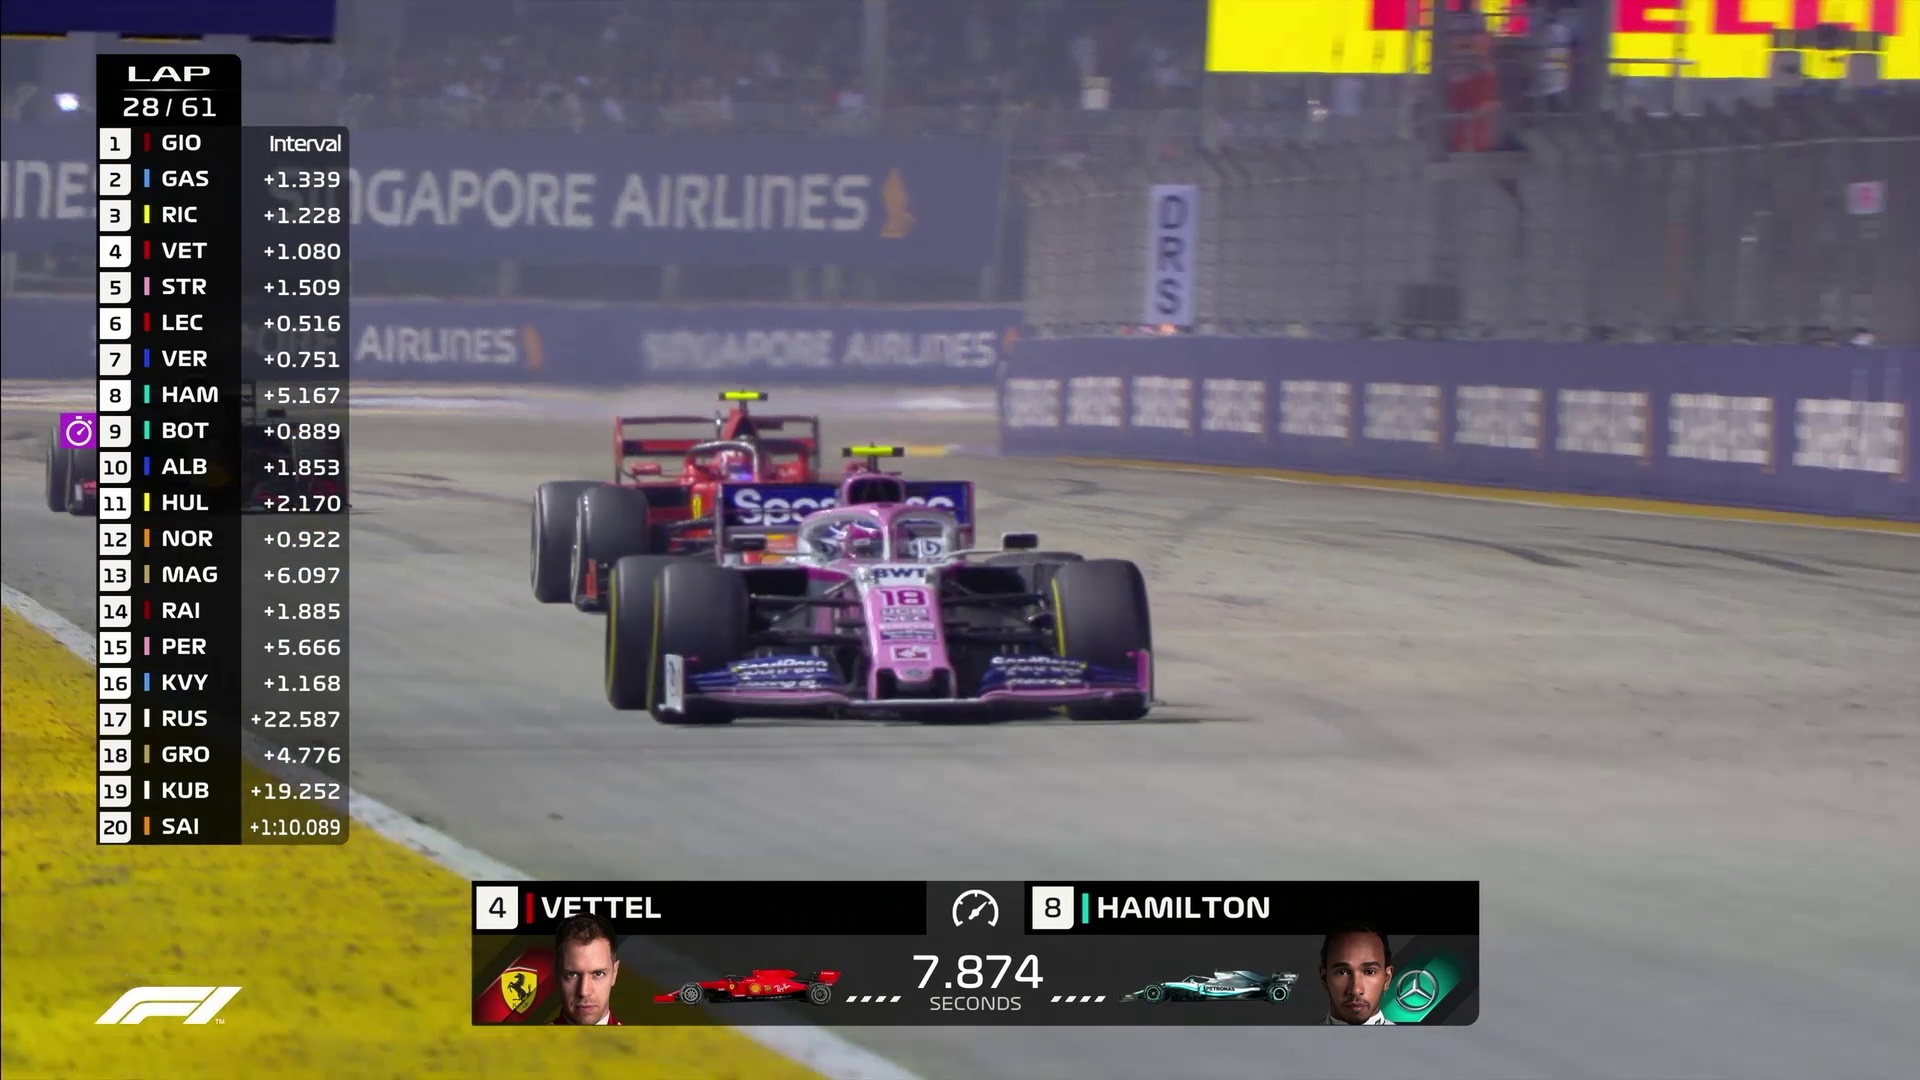 LAP
28/61
1 GIO Interval
2 GAS +1.339
3 RIC +1.228
4 VET +1.080
5 STR +1.509
6 LEC +0.516
7 VER +0.751
8 HAM +5.167
9 BOT +0.889
10 ALB +1.853
11 HUL +2.170
12 NOR +0.922
13 MAG +6.097
14 RAI +1.885
15 PER +5.666
16 KVY +1.168
17 RUS +22.587
18 GRO +4.776
19 KUB +19.252
20 SAI +1:10.089
NGAPORE AIRLINES
DRS
AIRLINES
SINGAPORE AIRLINES
BWT
18
SportPesa
4 VETTEL
8 HAMILTON
7.874
SECONDS
F1